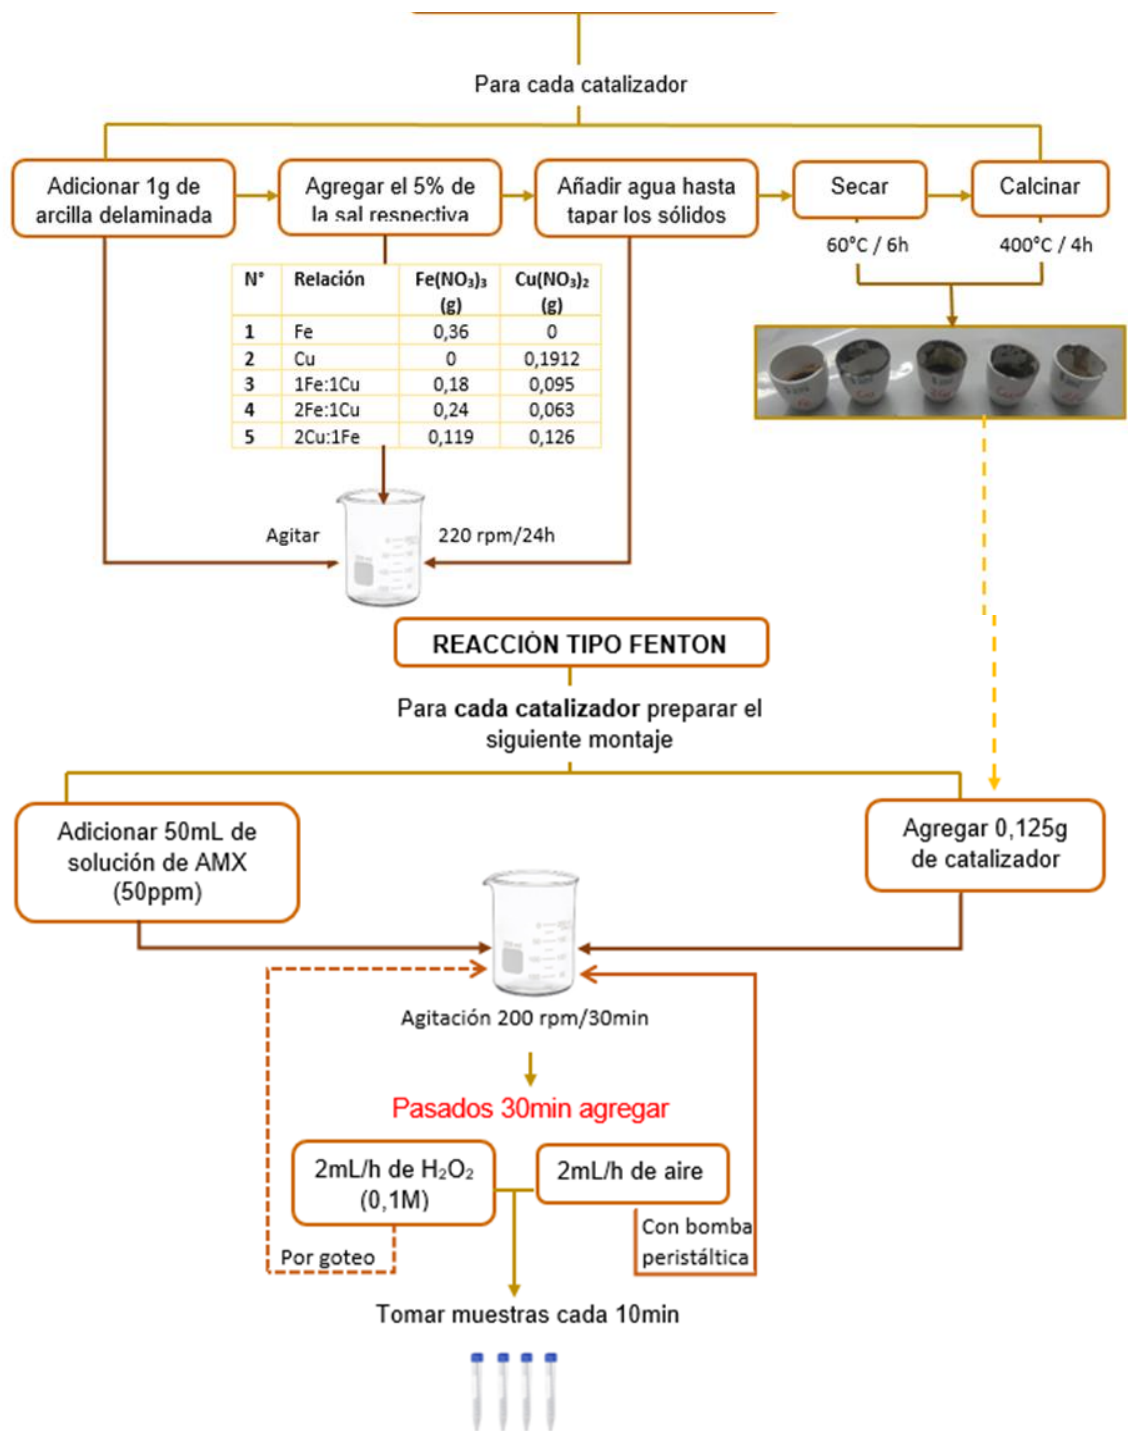 Para cada catalizador
Adicionar 1g de
arcilla delaminada
Agregar el 5% de
la sal respectiva
Añadir agua hasta
tapar los sólidos
Secar
Calcinar
60°C / 6h
400°C / 4h
N° Relación Fe(NO₃)₃ (g) Cu(NO₃)₂ (g)
1 Fe 0,36 0
2 Cu 0 0,1912
3 1Fe:1Cu 0,18 0,095
4 2Fe:1Cu 0,24 0,063
5 2Cu:1Fe 0,119 0,126
Agitar
220 rpm/24h
REACCIÓN TIPO FENTON
Para cada catalizador preparar el
siguiente montaje
Adicionar 50mL de
solución de AMX
(50ppm)
Agregar 0,125g
de catalizador
Agitación 200 rpm/30min
Pasados 30min agregar
2mL/h de H₂O₂
(0,1M)
2mL/h de aire
Por goteo
Con bomba
peristáltica
Tomar muestras cada 10min